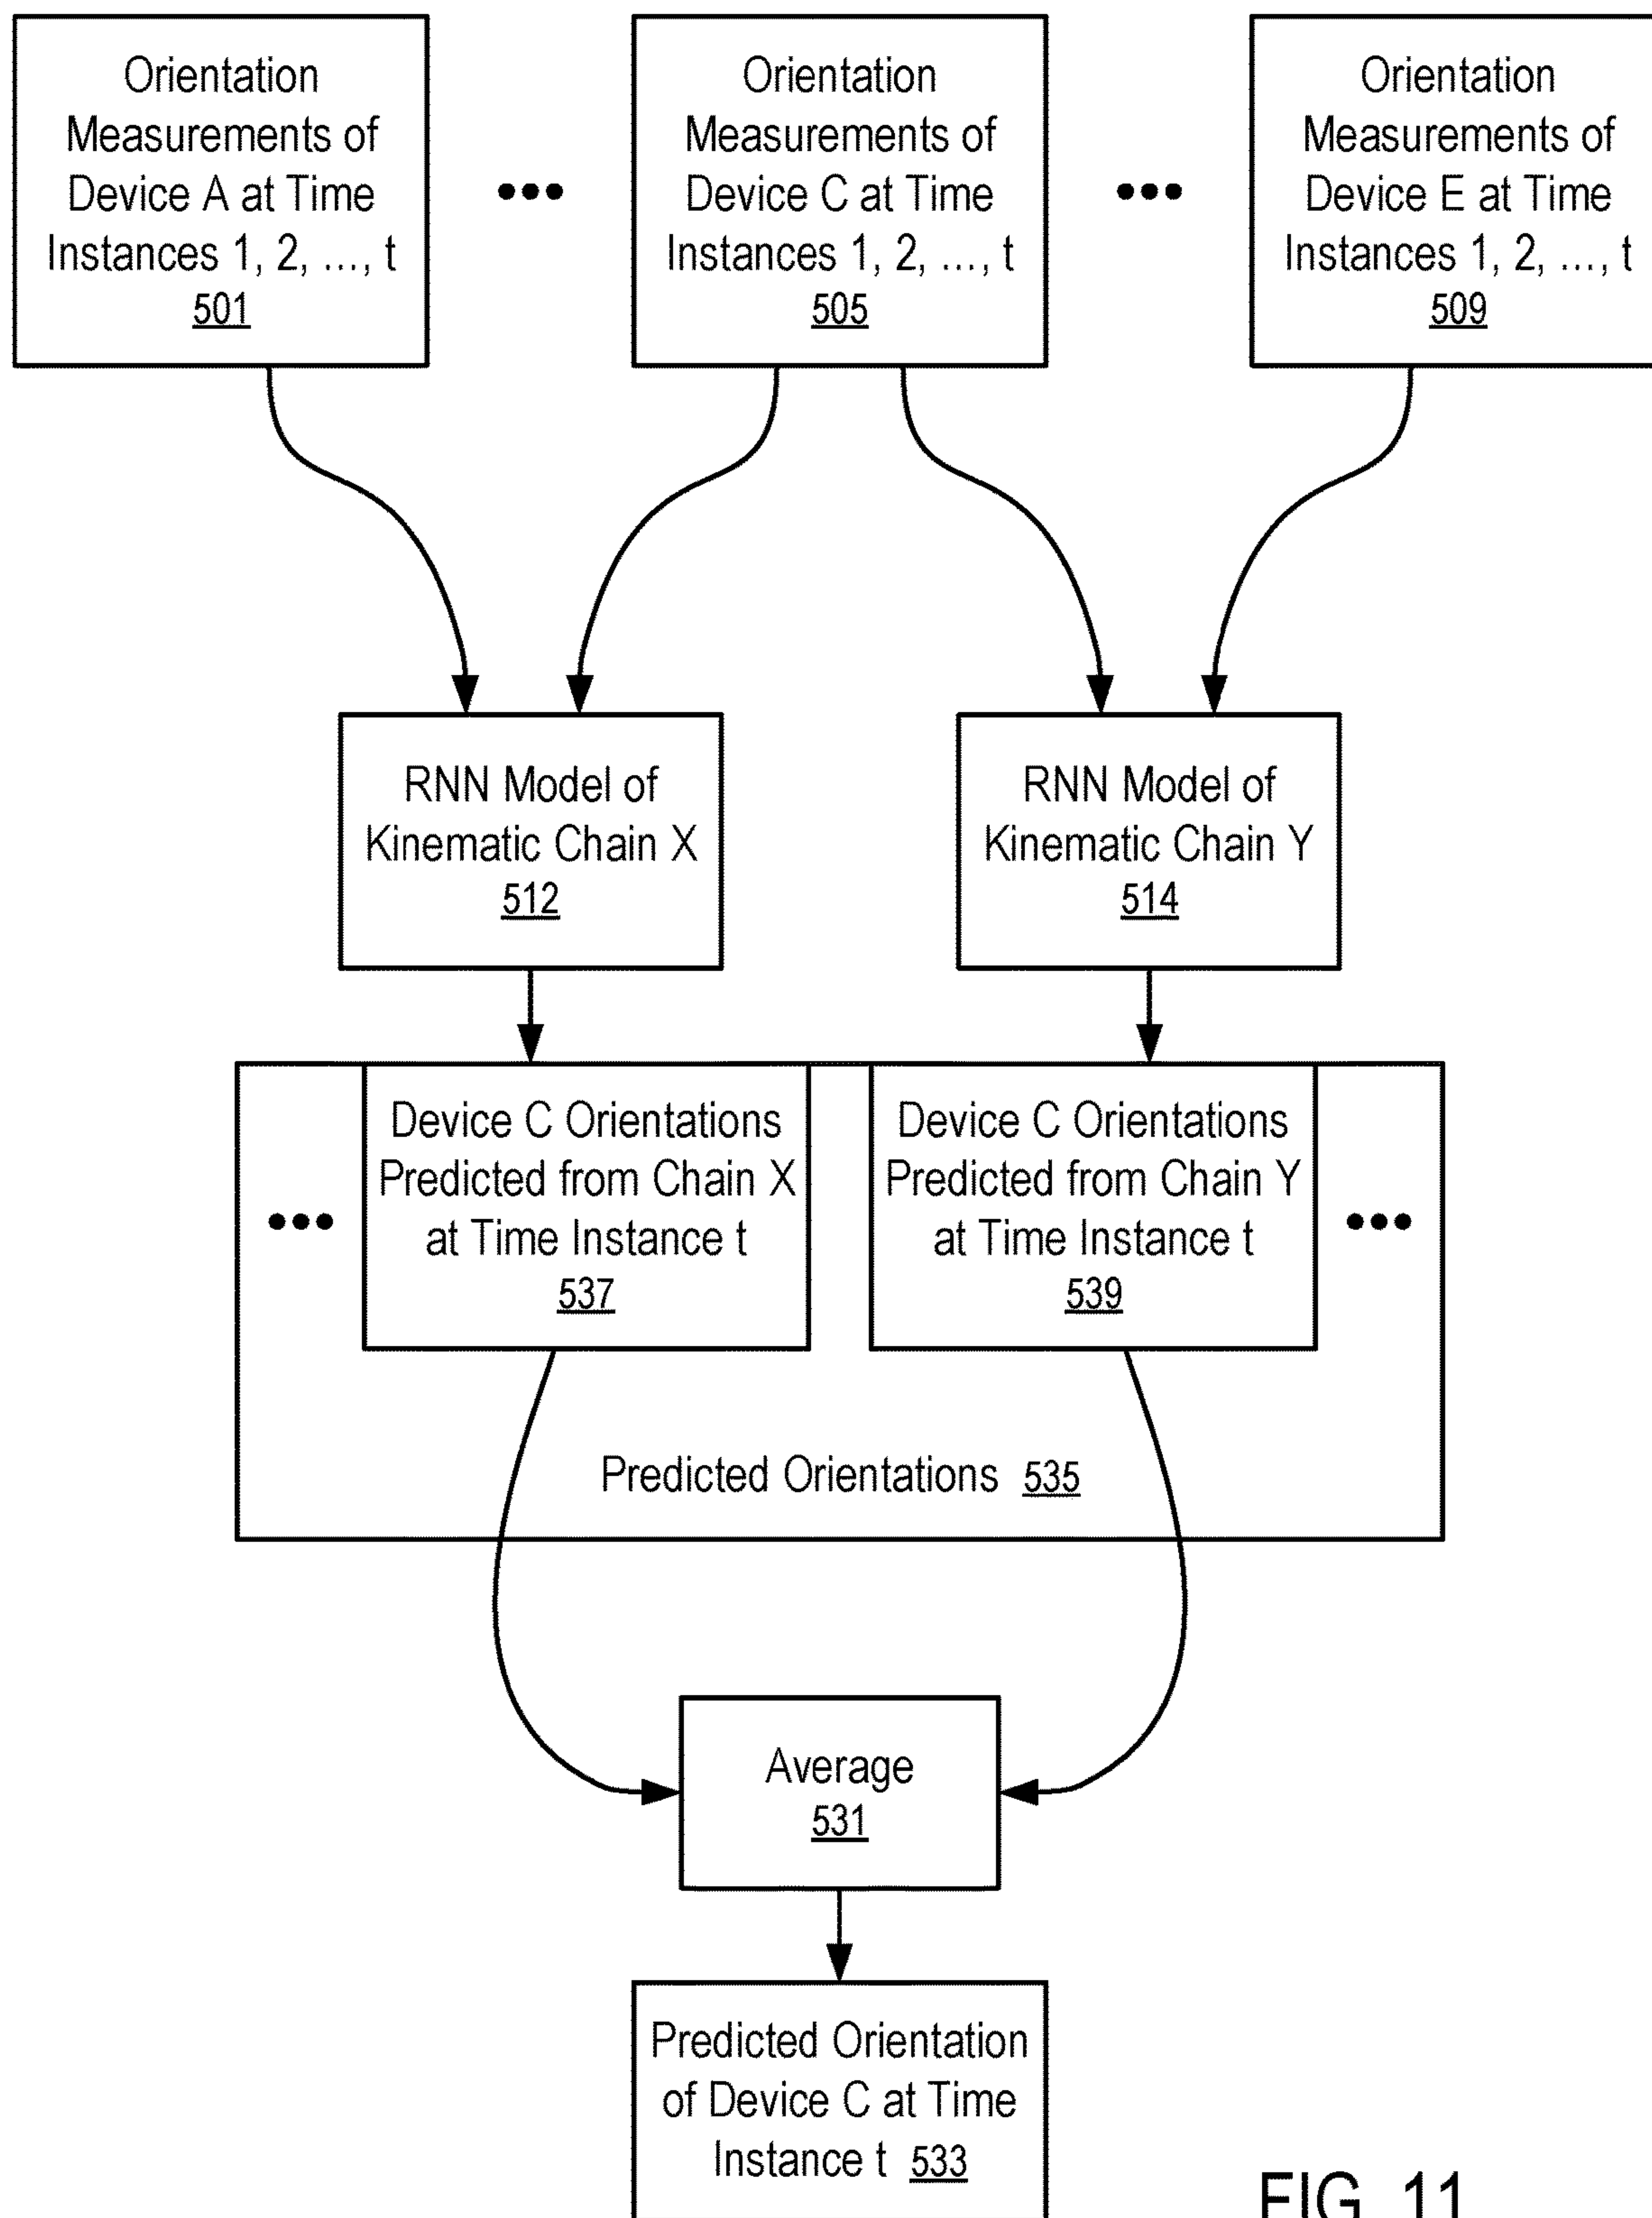 Orientation
Measurements of
Device A at Time
Instances 1, 2, ..., t
501
Orientation
Measurements of
Device C at Time
Instances 1, 2, ..., t
505
Orientation
Measurements of
Device E at Time
Instances 1, 2, ..., t
509
RNN Model of
Kinematic Chain X
512
RNN Model of
Kinematic Chain Y
514
Device C Orientations
Predicted from Chain X
at Time Instance t
537
Device C Orientations
Predicted from Chain Y
at Time Instance t
539
Predicted Orientations 535
Average
531
Predicted Orientation
of Device C at Time
Instance t 533
FIG. 11